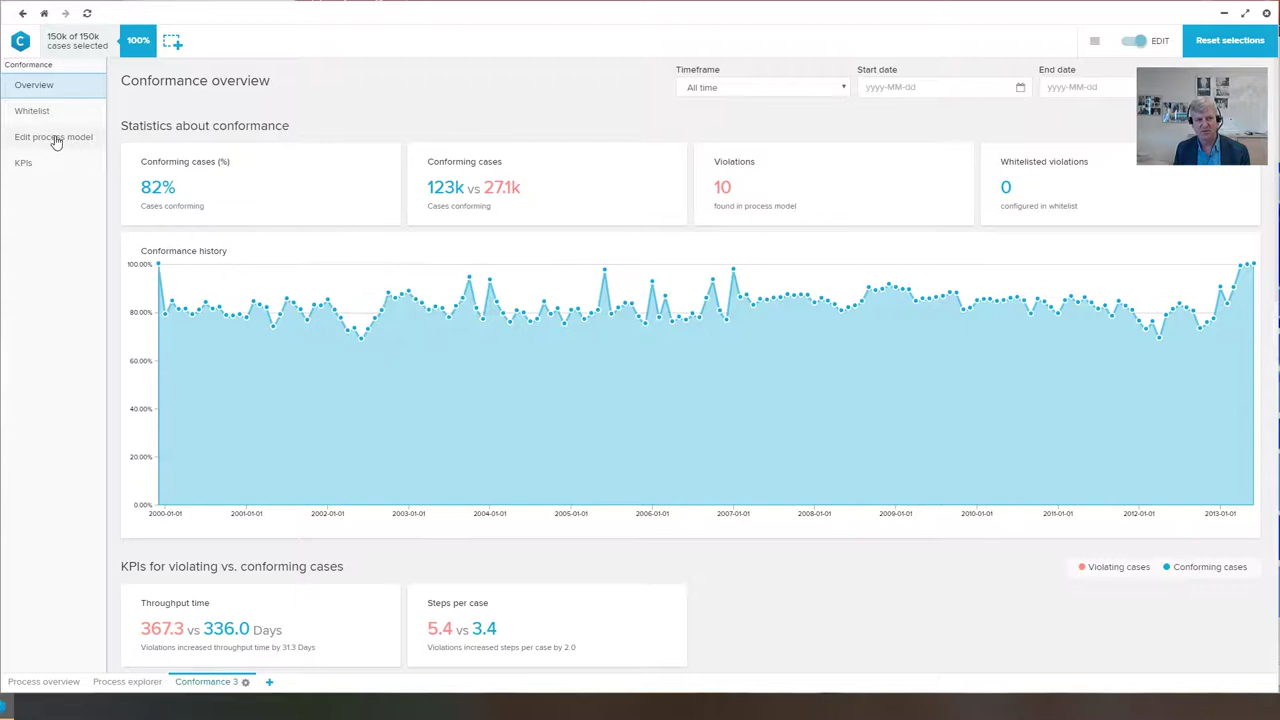 150k of 150k
cases selected
100%
EDIT
Reset selections
Conformance
Overview
Whitelist
Edit process model
KPIs
Conformance overview
Timeframe
All time
Start date
yyyy-MM-dd
End date
yyyy-MM-dd
Statistics about conformance
Conforming cases (%)
82%
Cases conforming
Conforming cases
123k vs 27.1k
Cases conforming
Violations
10
found in process model
Whitelisted violations
0
configured in whitelist
Conformance history
100.00%
80.00%
60.00%
40.00%
20.00%
0.00%
2000-01-01 2001-01-01 2002-01-01 2003-01-01 2004-01-01 2005-01-01 2006-01-01 2007-01-01 2008-01-01 2009-01-01 2010-01-01 2011-01-01 2012-01-01 2013-01-01
KPIs for violating vs. conforming cases
Violating cases
Conforming cases
Throughput time
367.3 vs 336.0 Days
Violations increased throughput time by 31.3 Days
Steps per case
5.4 vs 3.4
Violations increased steps per case by 2.0
Process overview
Process explorer
Conformance 3